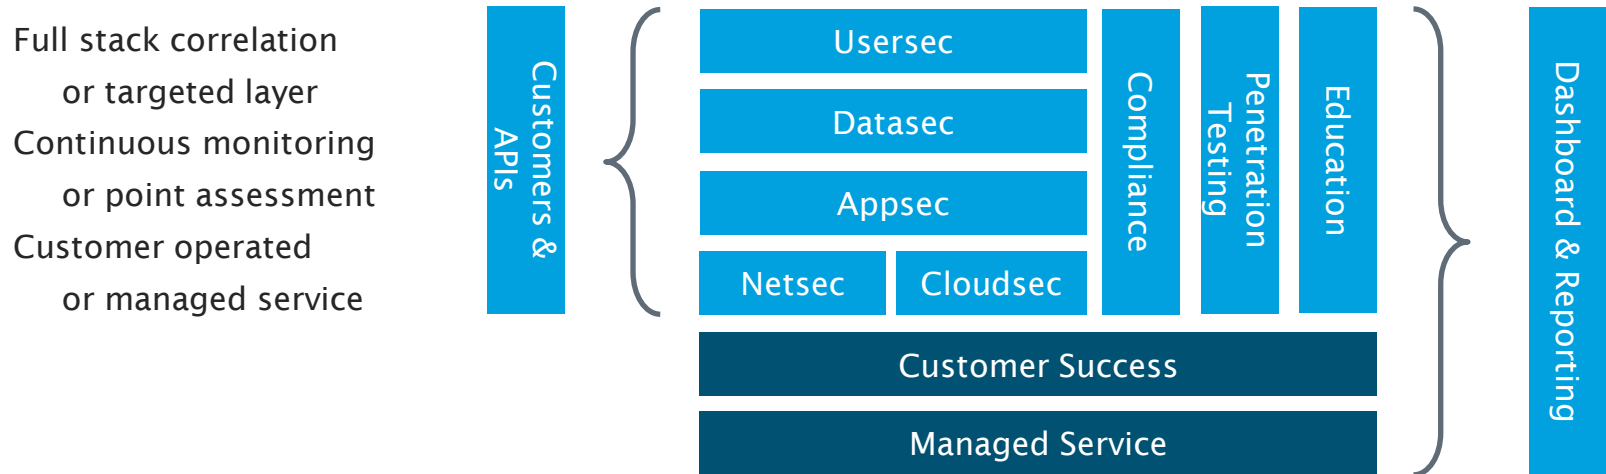 Full stack correlation
or targeted layer
Continuous monitoring
or point assessment
Customer operated
or managed service
Customers &
APIs
Usersec
Datasec
Appsec
Netsec
Cloudsec
Compliance
Penetration
Testing
Education
Customer Success
Managed Service
Dashboard & Reporting